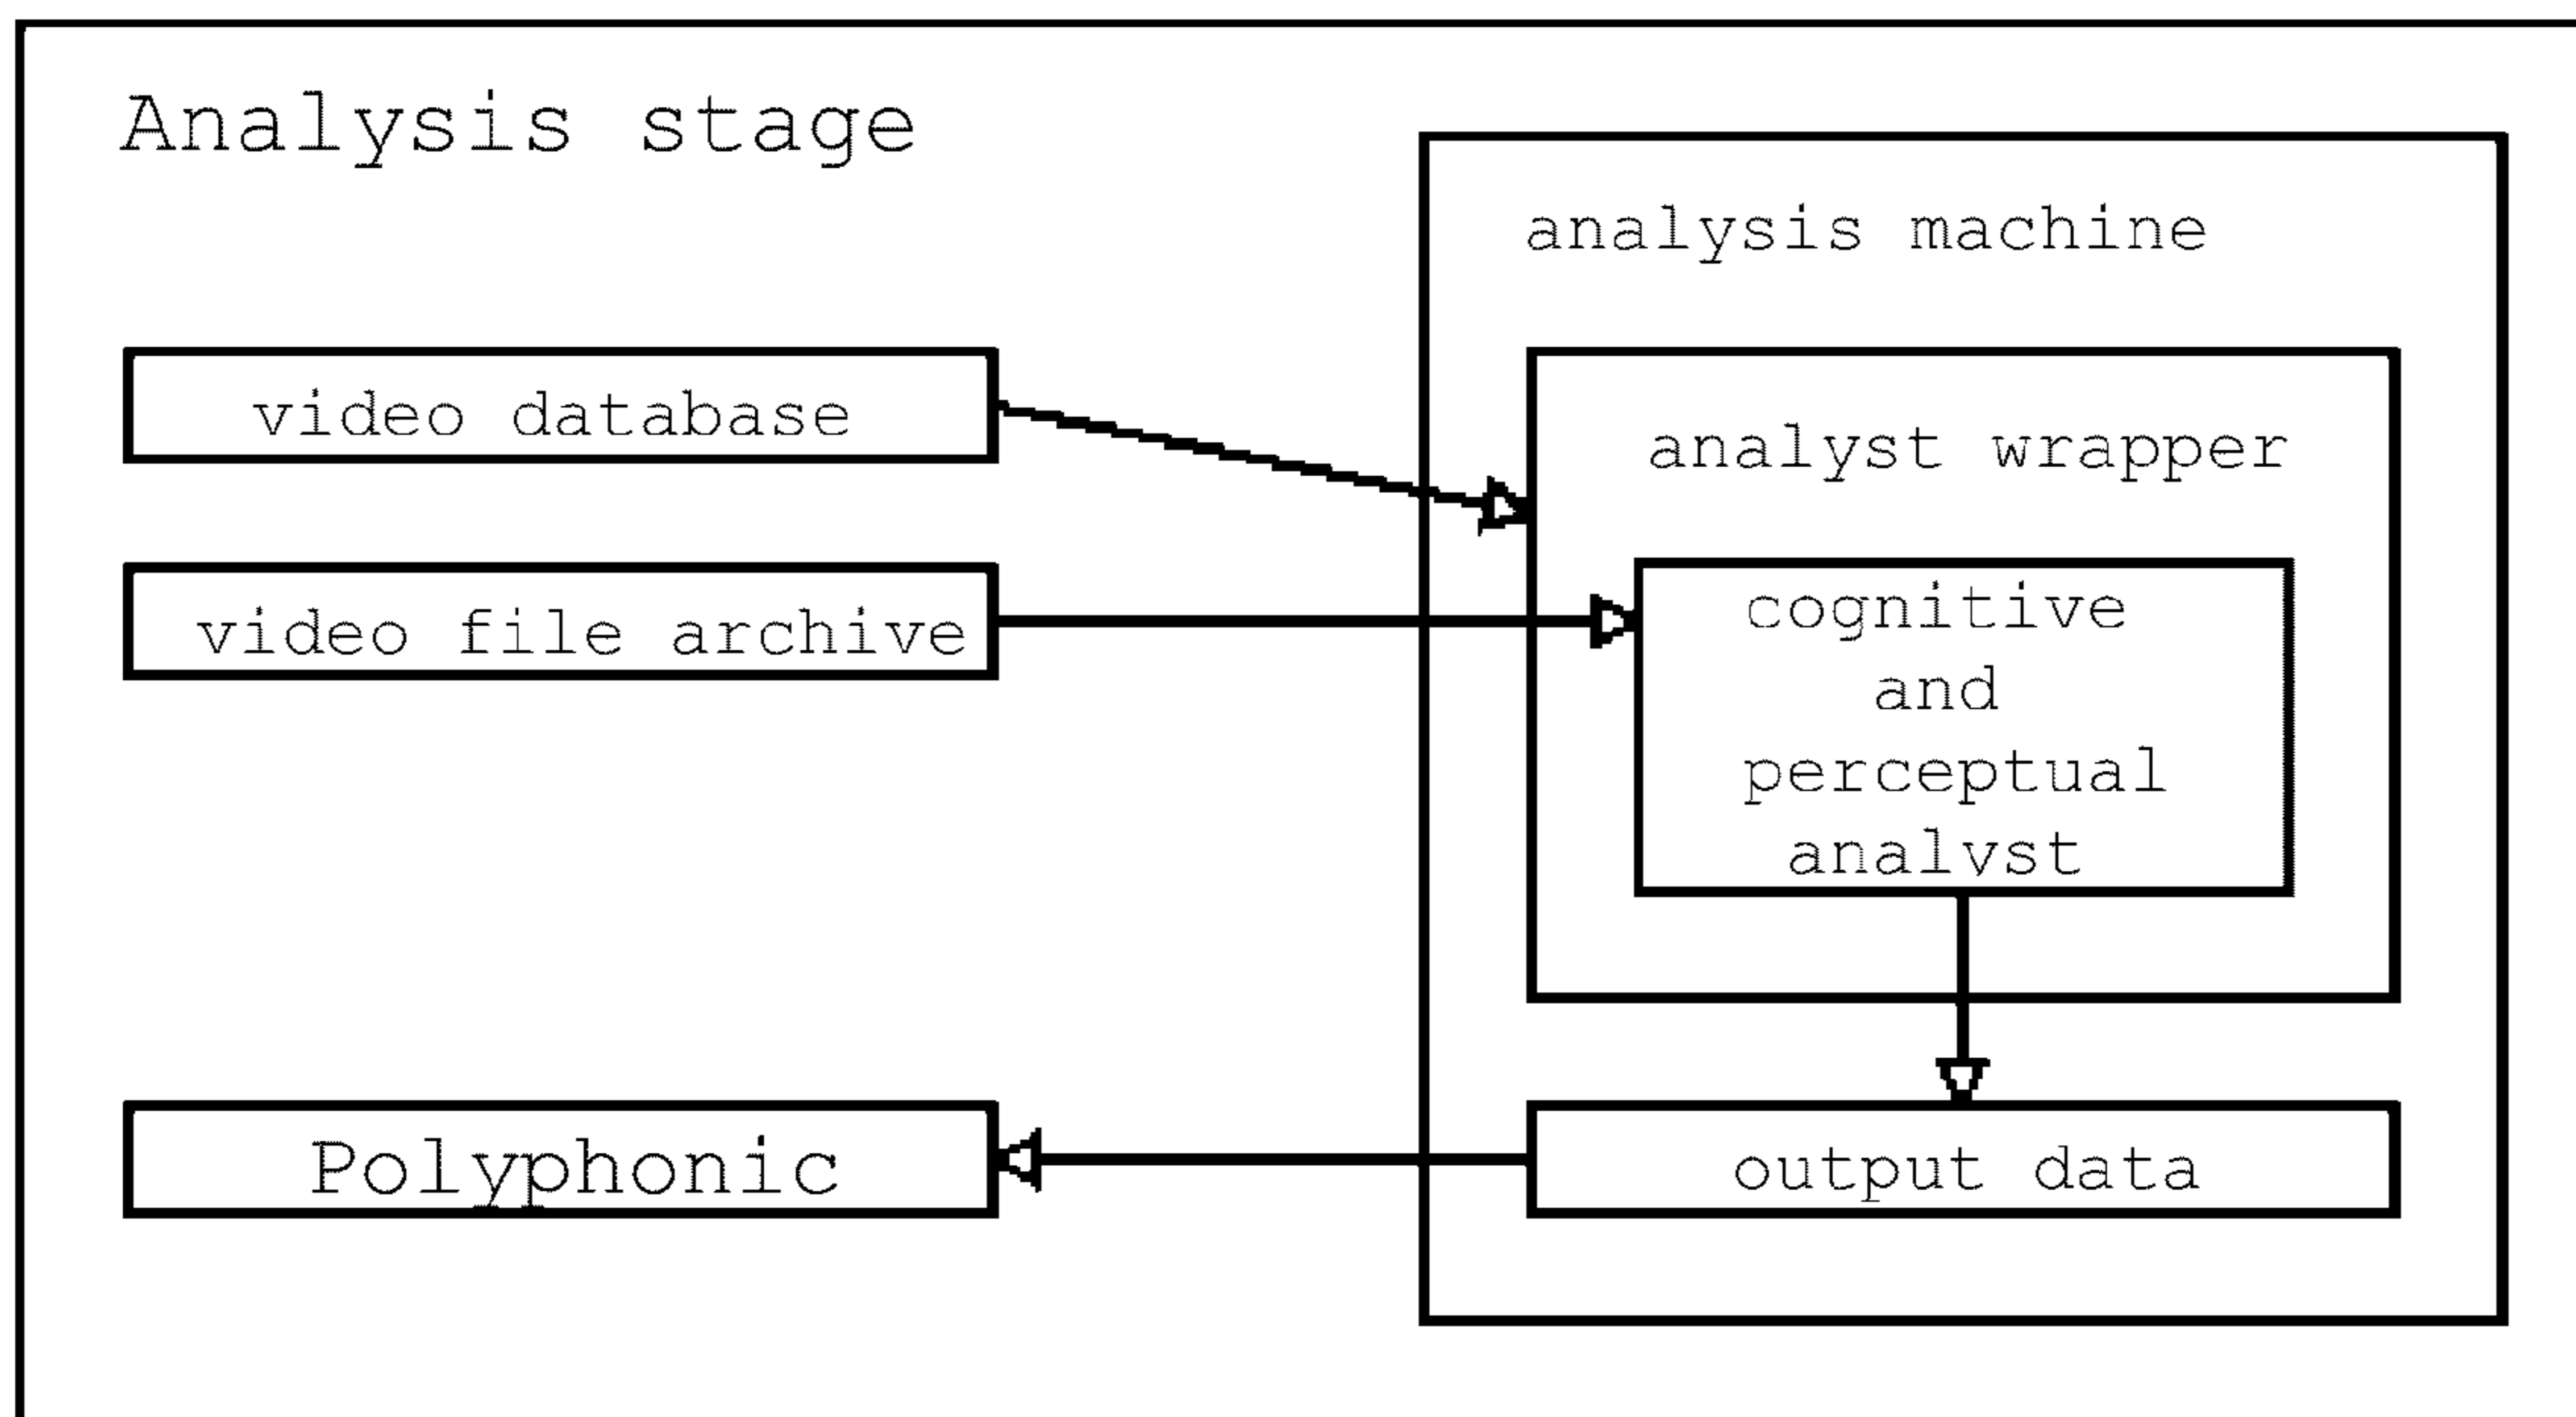 Analysis stage
analysis machine
video database
analyst wrapper
video file archive
cognitive
and
perceptual
analyst
Polyphonic
output data